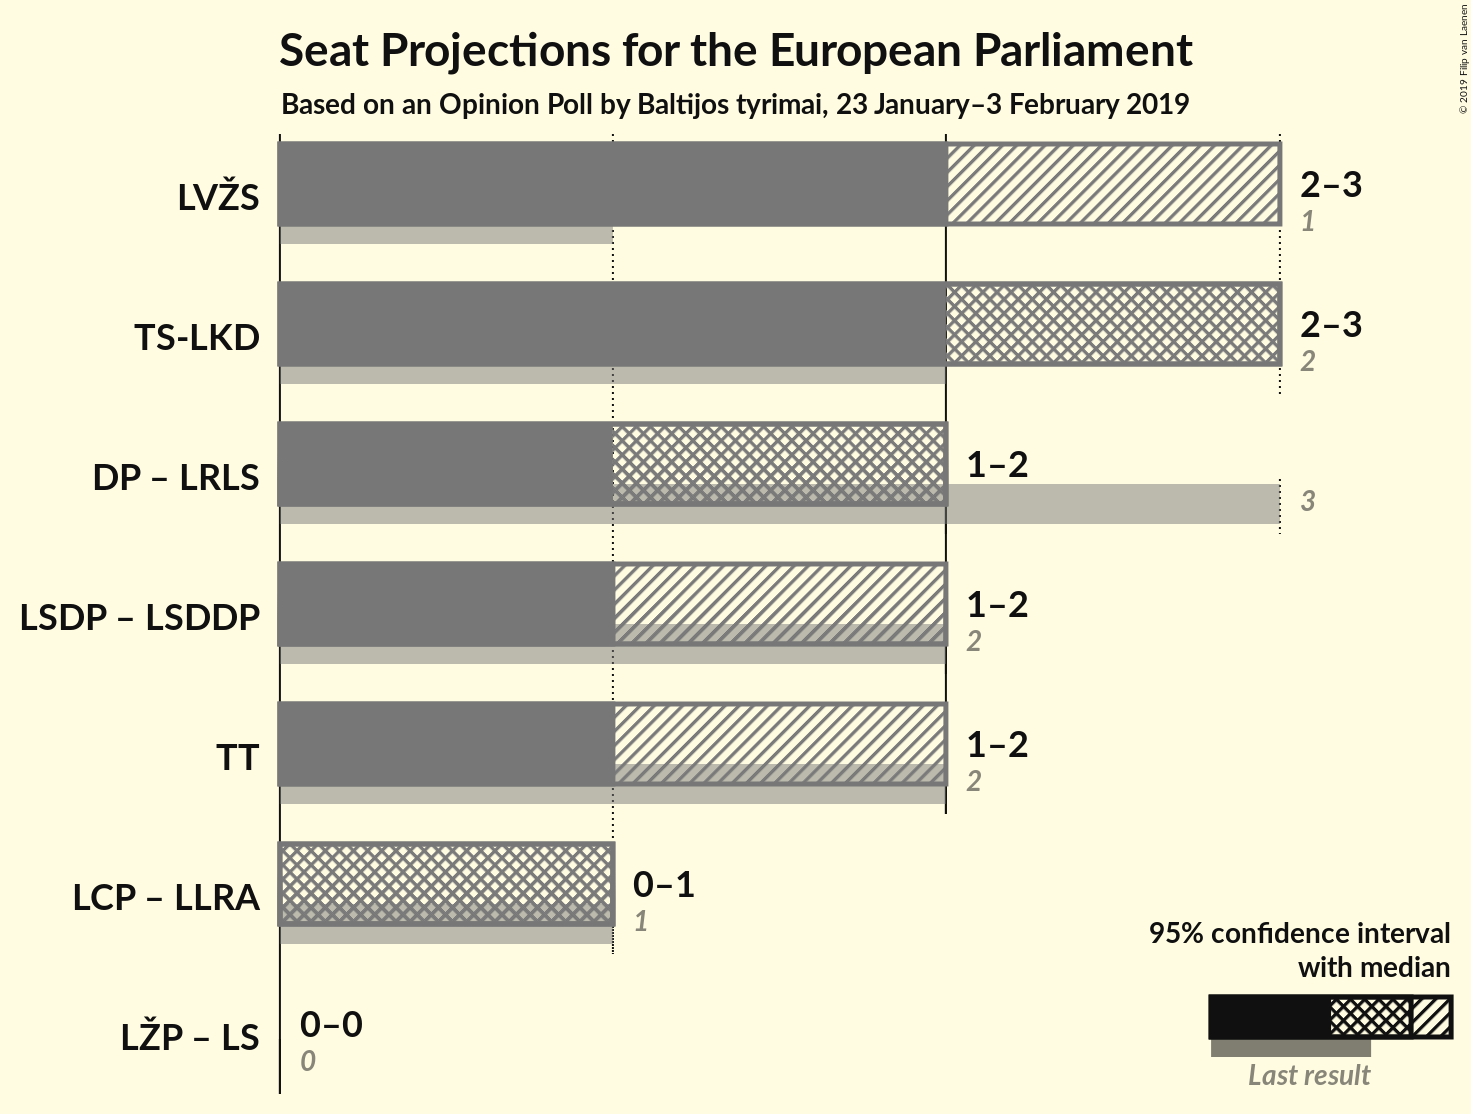 Seat Projections for the European Parliament
Based on an Opinion Poll by Baltijos tyrimai, 23 January–3 February 2019
© 2019 Filip van Laenen
LVŽS
2–3
1
TS-LKD
2–3
2
DP – LRLS
1–2
3
LSDP – LSDDP
1–2
2
TT
1–2
2
LCP – LLRA
0–1
1
LŽP – LS
0–0
0
95% confidence interval
with median
Last result